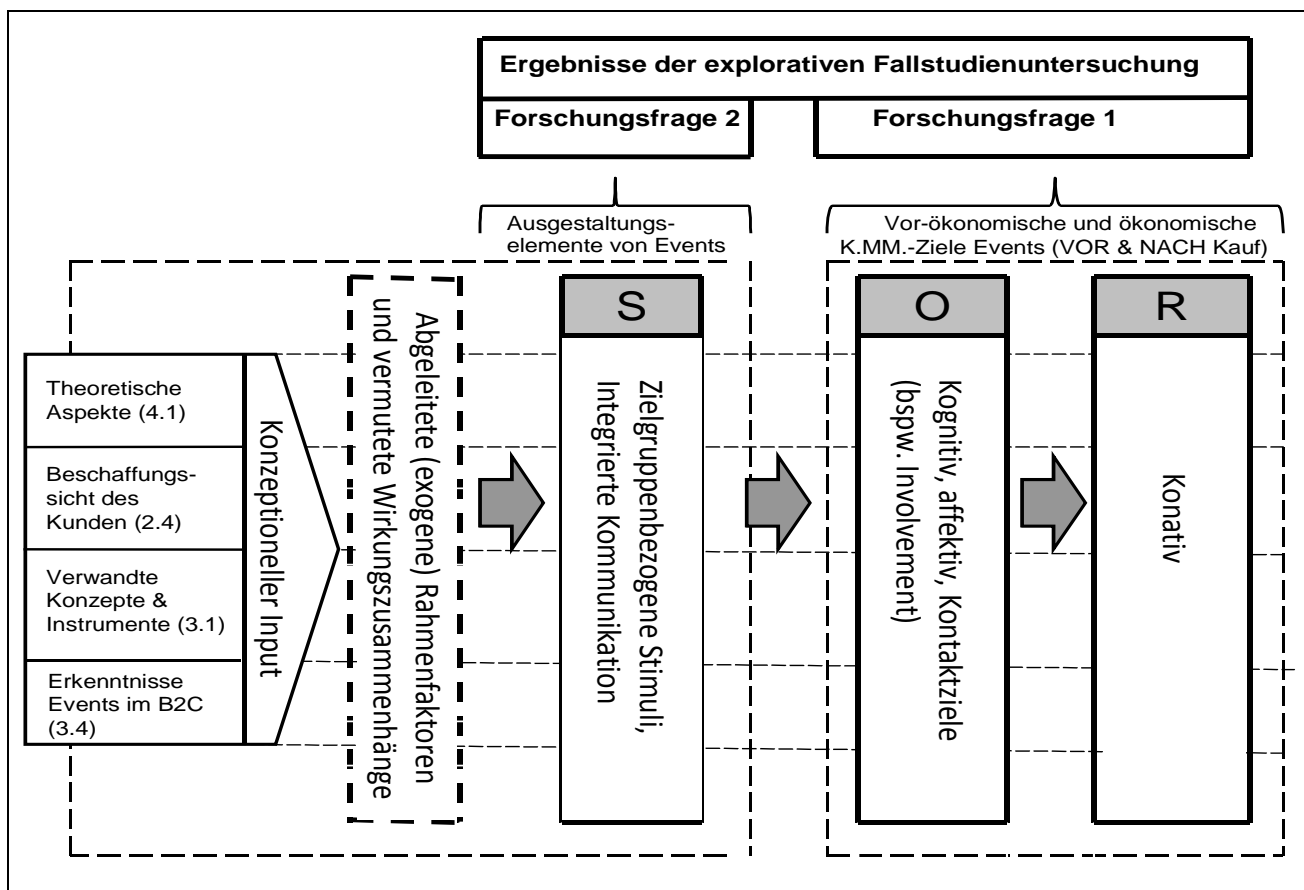 Ergebnisse der explorativen Fallstudienuntersuchung
Forschungsfrage 2
Forschungsfrage 1
Ausgestaltungs-
elemente von Events
Vor-ökonomische und ökonomische
K.MM.-Ziele Events (VOR & NACH Kauf)
Theoretische
Aspekte (4.1)
Beschaffungs-
sicht des
Kunden (2.4)
Verwandte
Konzepte &
Instrumente (3.1)
Erkenntnisse
Events im B2C
(3.4)
Konzeptioneller Input
Abgeleitete (exogene) Rahmenfaktoren
und vermutete Wirkungszusammenhänge
S
Zielgruppenbezogene Stimuli,
Integrierte Kommunikation
O
Kognitiv, affektiv, Kontaktziele
(bspw. Involvement)
R
Konativ